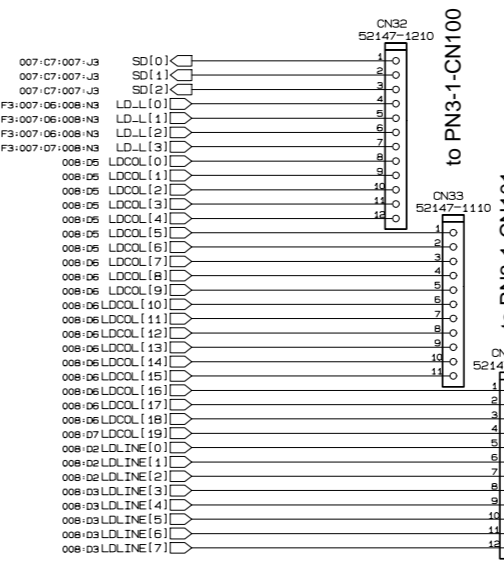 CN32
52147-1210
to PN3-1-CN100
007:C7:007:J3 SD[0] 1
007:C7:007:J3 SD[1] 2
007:C7:007:J3 SD[2] 3
F3:007:D6:008:N3 LD_L[0] 4
F3:007:D6:008:N3 LD_L[1] 5
F3:007:D6:008:N3 LD_L[2] 6
F3:007:D7:008:N3 LD_L[3] 7
008:D5 LDCOL[0] 8
008:D5 LDCOL[1] 9
008:D5 LDCOL[2] 10
008:D5 LDCOL[3] 11
008:D5 LDCOL[4] 12
CN33
52147-1110
008:D5 LDCOL[5] 1
008:D6 LDCOL[6] 2
008:D6 LDCOL[7] 3
008:D6 LDCOL[8] 4
008:D6 LDCOL[9] 5
008:D6 LDCOL[10] 6
008:D6 LDCOL[11] 7
008:D6 LDCOL[12] 8
008:D6 LDCOL[13] 9
008:D6 LDCOL[14] 10
008:D6 LDCOL[15] 11
CN
5214
008:D6 LDCOL[16] 1
008:D6 LDCOL[17] 2
008:D6 LDCOL[18] 3
008:D7 LDCOL[19] 4
008:D2 LDLINE[0] 5
008:D2 LDLINE[1] 6
008:D2 LDLINE[2] 7
008:D3 LDLINE[3] 8
008:D3 LDLINE[4] 9
008:D3 LDLINE[5] 10
008:D3 LDLINE[6] 11
008:D3 LDLINE[7] 12